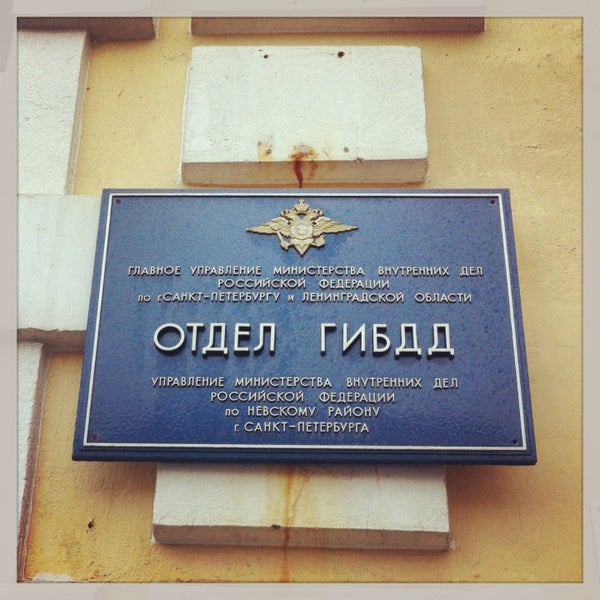 ГЛАВНОЕ УПРАВЛЕНИЕ МИНИСТЕРСТВА ВНУТРЕННИХ ДЕЛ
РОССИЙСКОЙ ФЕДЕРАЦИИ
ПО Г.САНКТ-ПЕТЕРБУРГУ И ЛЕНИНГРАДСКОЙ ОБЛАСТИ
ОТДЕЛ ГИБДД
УПРАВЛЕНИЕ МИНИСТЕРСТВА ВНУТРЕННИХ ДЕЛ
РОССИЙСКОЙ ФЕДЕРАЦИИ
ПО НЕВСКОМУ РАЙОНУ
Г. САНКТ-ПЕТЕРБУРГА